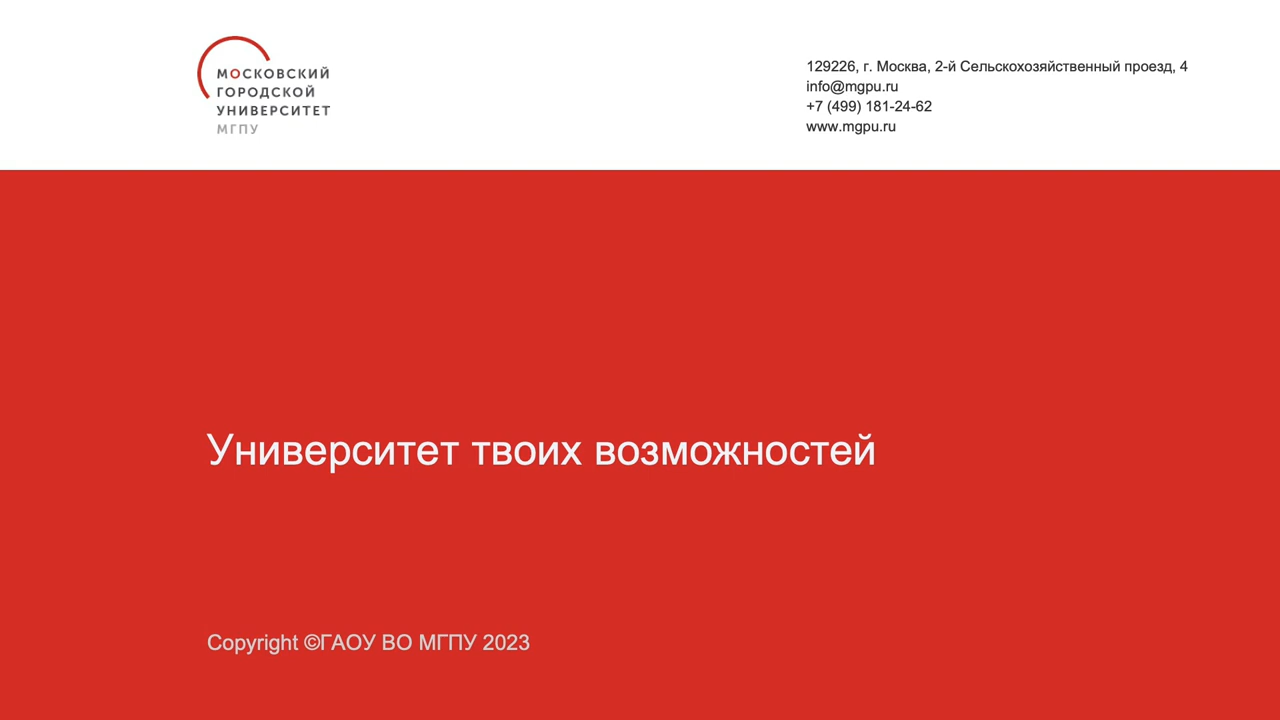 МОСКОВСКИЙ
ГОРОДСКОЙ
УНИВЕРСИТЕТ
МГПУ
129226, г. Москва, 2-й Сельскохозяйственный проезд, 4
info@mgpu.ru
+7 (499) 181-24-62
www.mgpu.ru
Университет твоих возможностей
Copyright ©ГАОУ ВО МГПУ 2023